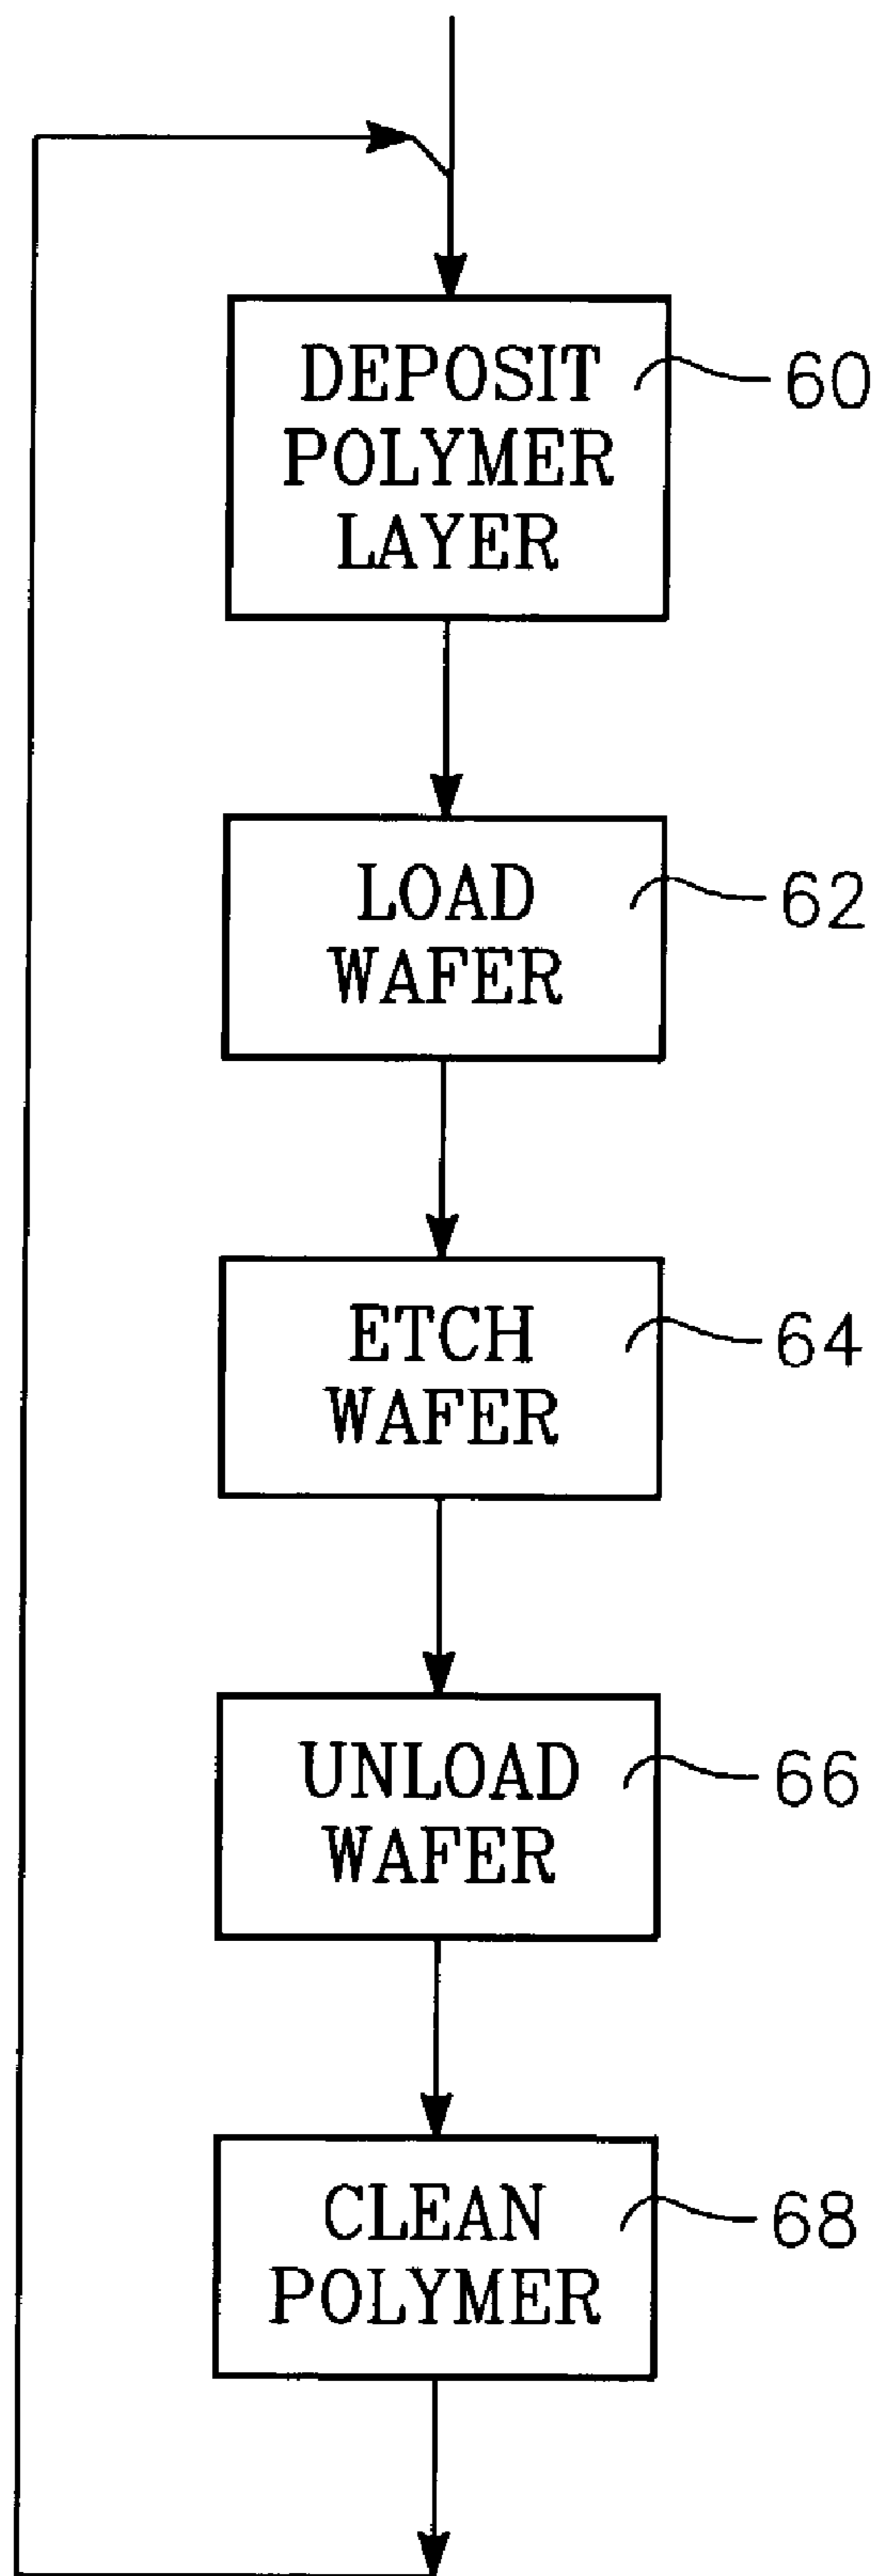 DEPOSIT
POLYMER
LAYER
60
LOAD
WAFER
62
ETCH
WAFER
64
UNLOAD
WAFER
66
CLEAN
POLYMER
68